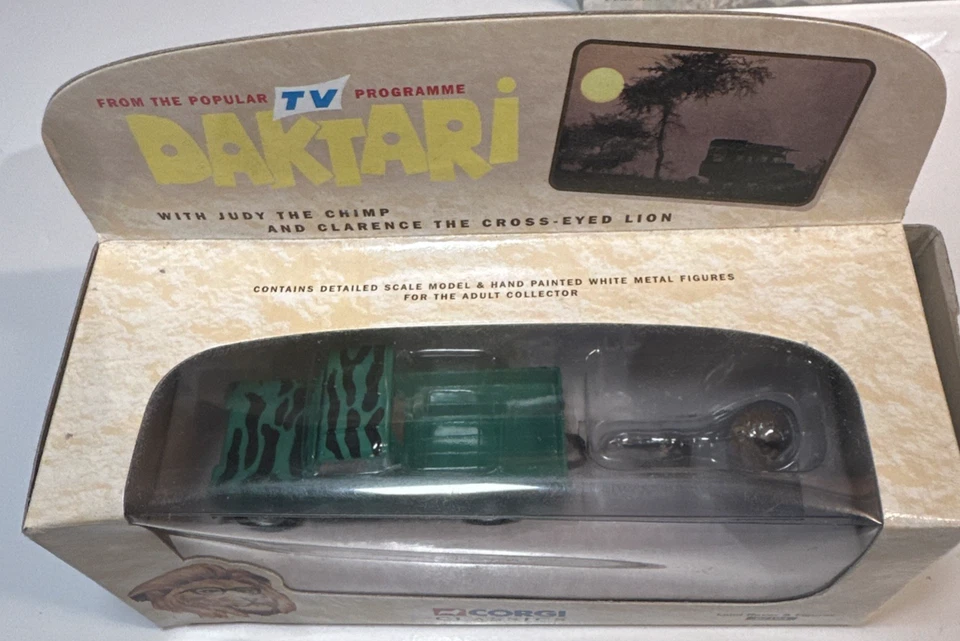 FROM THE POPULAR TV PROGRAMME
DAKTARI
WITH JUDY THE CHIMP
AND CLARENCE THE CROSS-EYED LION
CONTAINS DETAILED SCALE MODEL & HAND PAINTED WHITE METAL FIGURES
FOR THE ADULT COLLECTOR
CORGI
CLASSICS